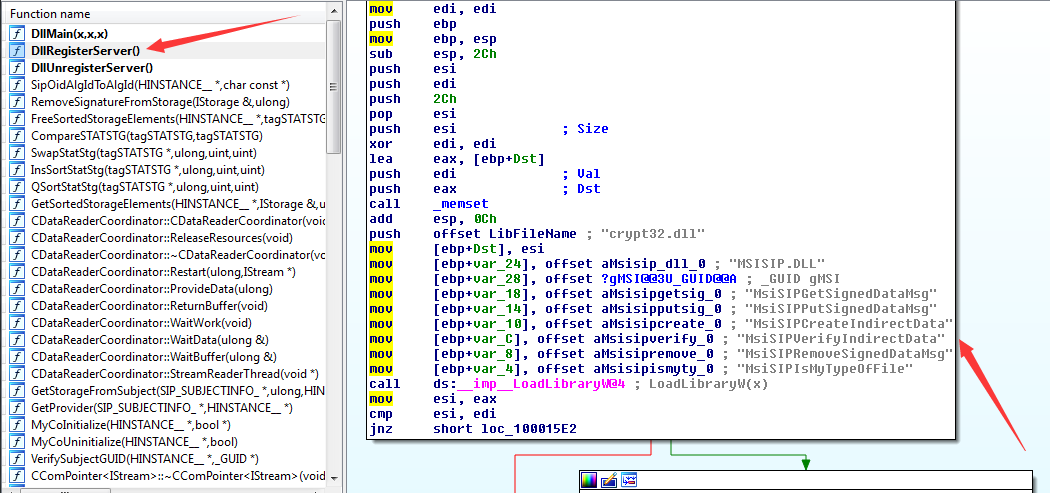 Function name
DllMain(x,x,x)
DllRegisterServer()
DllUnregisterServer()
SipOidAlgIdToAlgId(HINSTANCE__ *,char const *)
RemoveSignatureFromStorage(IStorage &,ulong)
FreeSortedStorageElements(HINSTANCE__ *,tagSTATSTG
CompareSTATSTG(tagSTATSTG,tagSTATSTG)
SwapStatStg(tagSTATSTG *,ulong,uint,uint)
InsSortStatStg(tagSTATSTG *,ulong,uint,uint)
QSortStatStg(tagSTATSTG *,ulong,uint,uint)
GetSortedStorageElements(HINSTANCE__ *,IStorage &,u
CDataReaderCoordinator::CDataReaderCoordinator(void
CDataReaderCoordinator::ReleaseResources(void)
CDataReaderCoordinator::~CDataReaderCoordinator(vo
CDataReaderCoordinator::Restart(ulong,IStream *)
CDataReaderCoordinator::ProvideData(ulong)
CDataReaderCoordinator::ReturnBuffer(void)
CDataReaderCoordinator::WaitWork(void)
CDataReaderCoordinator::WaitData(ulong &)
CDataReaderCoordinator::WaitBuffer(ulong &)
CDataReaderCoordinator::StreamReaderThread(void *)
GetStorageFromSubject(SIP_SUBJECTINFO_ *,ulong,HIN
GetProvider(SIP_SUBJECTINFO_ *,HINSTANCE__ *)
MyCoInitialize(HINSTANCE__ *,bool *)
MyCoUninitialize(HINSTANCE__ *,bool)
VerifySubjectGUID(HINSTANCE__ *,_GUID *)
CComPointer<IStream>::~CComPointer<IStream>(void
mov edi, edi
push ebp
mov ebp, esp
sub esp, 2Ch
push esi
push edi
push 2Ch
pop esi
push esi ; Size
xor edi, edi
lea eax, [ebp+Dst]
push edi ; Val
push eax ; Dst
call _memset
add esp, 0Ch
push offset LibFileName ; "crypt32.dll"
mov [ebp+Dst], esi
mov [ebp+var_24], offset aMsisip_dll_0 ; "MSISIP.DLL"
mov [ebp+var_28], offset ?gMSI@@3U_GUID@@A ; _GUID gMSI
mov [ebp+var_18], offset aMsisipgetsig_0 ; "MsiSIPGetSignedDataMsg"
mov [ebp+var_14], offset aMsisipputsig_0 ; "MsiSIPPutSignedDataMsg"
mov [ebp+var_10], offset aMsisipcreate_0 ; "MsiSIPCreateIndirectData"
mov [ebp+var_C], offset aMsisipverify_0 ; "MsiSIPVerifyIndirectData"
mov [ebp+var_8], offset aMsisipremove_0 ; "MsiSIPRemoveSignedDataMsg"
mov [ebp+var_4], offset aMsisipismyty_0 ; "MsiSIPIsMyTypeOfFile"
call ds:__imp__LoadLibraryW@4 ; LoadLibraryW(x)
mov esi, eax
cmp esi, edi
jnz short loc_100015E2